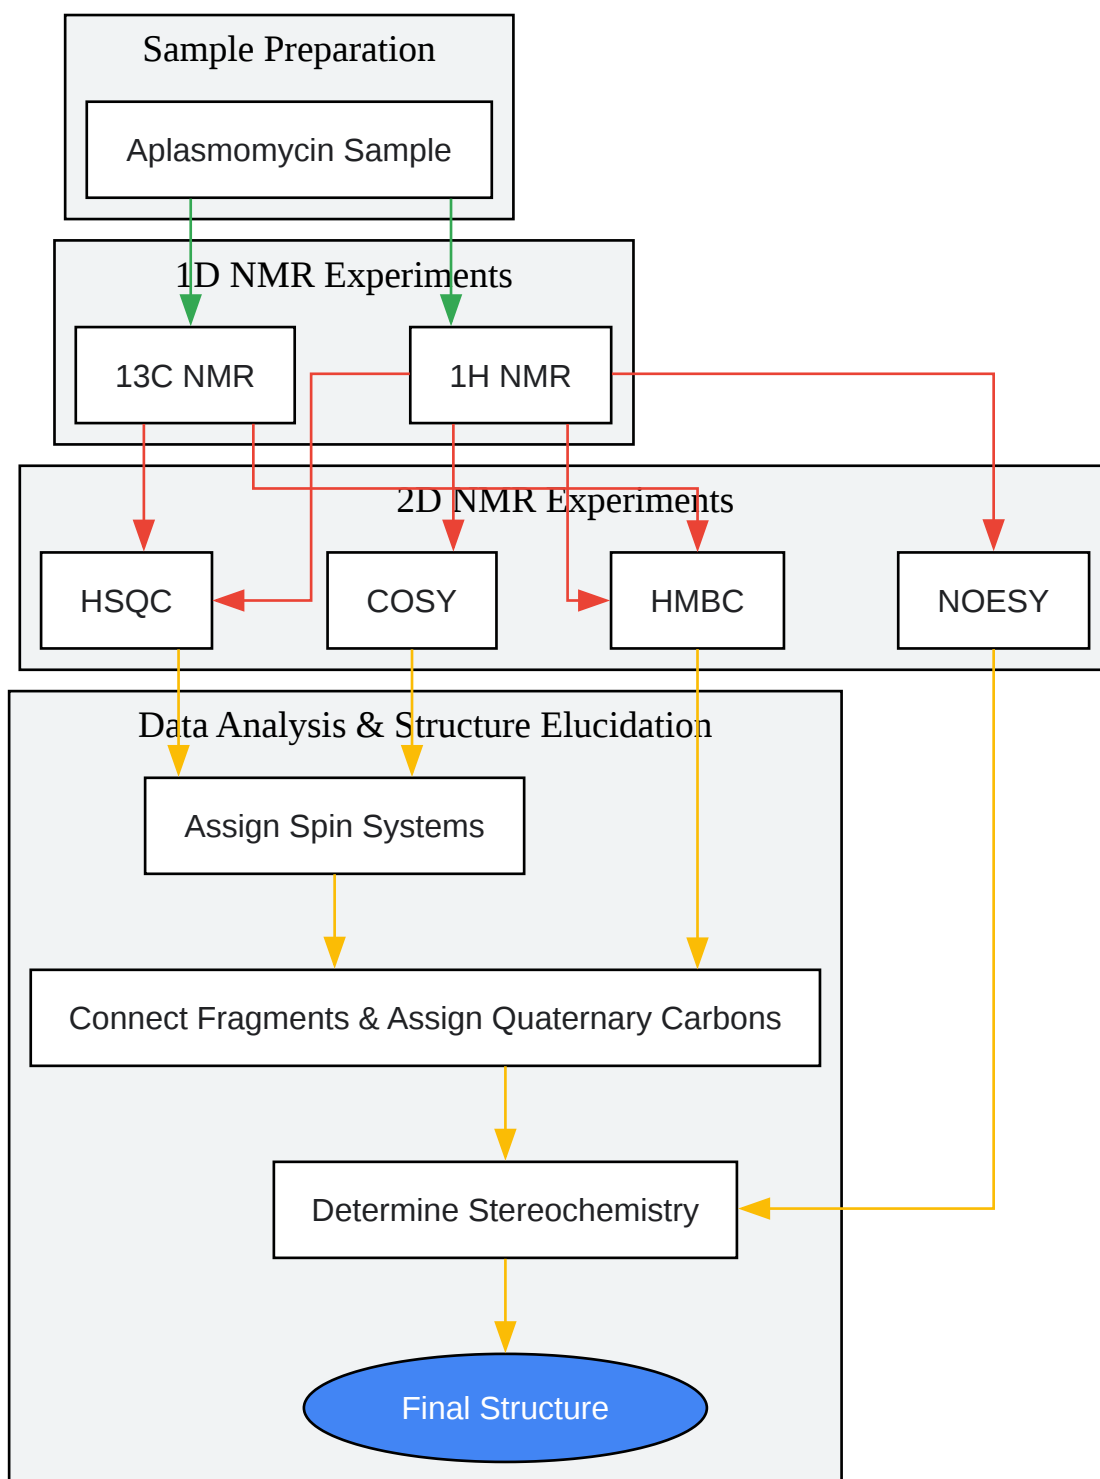 Sample Preparation
Aplasmomycin Sample
1D NMR Experiments
13C NMR
1H NMR
2D NMR Experiments
HSQC
COSY
HMBC
NOESY
Data Analysis & Structure Elucidation
Assign Spin Systems
Connect Fragments & Assign Quaternary Carbons
Determine Stereochemistry
Final Structure